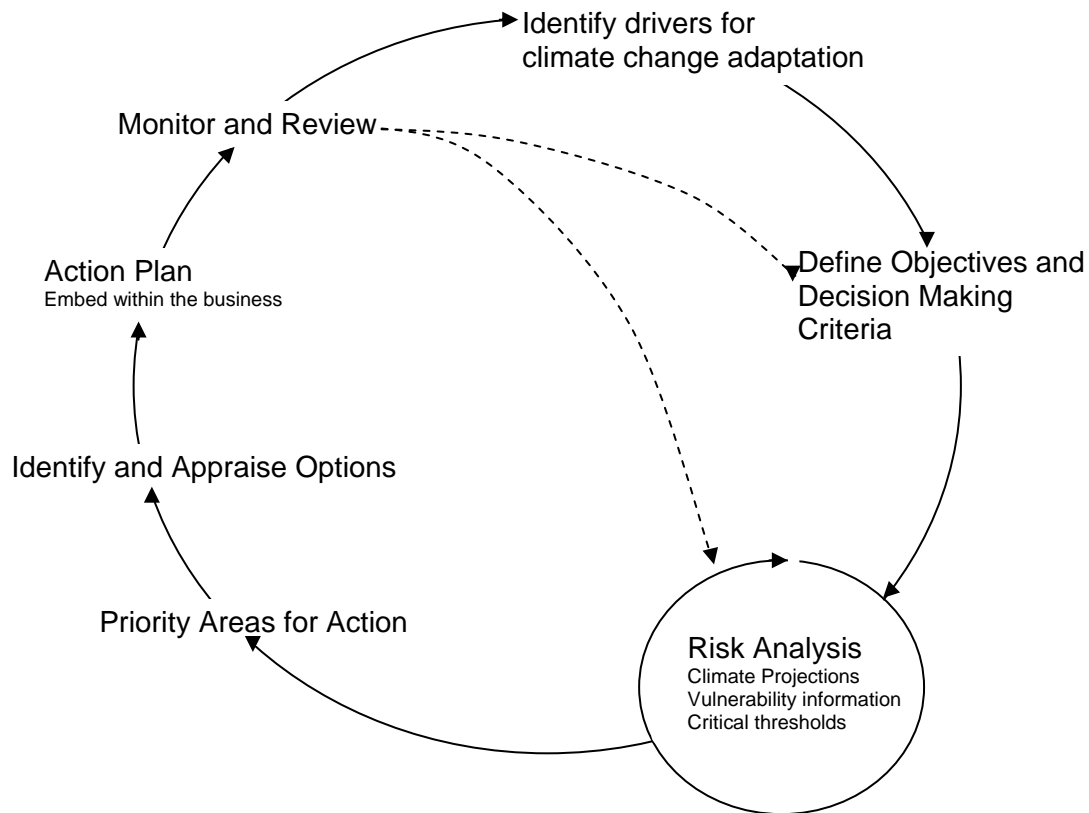 Identify drivers for
climate change adaptation
Monitor and Review
Define Objectives and
Decision Making
Criteria
Action Plan
Embed within the business
Identify and Appraise Options
Priority Areas for Action
Risk Analysis
Climate Projections
Vulnerability information
Critical thresholds